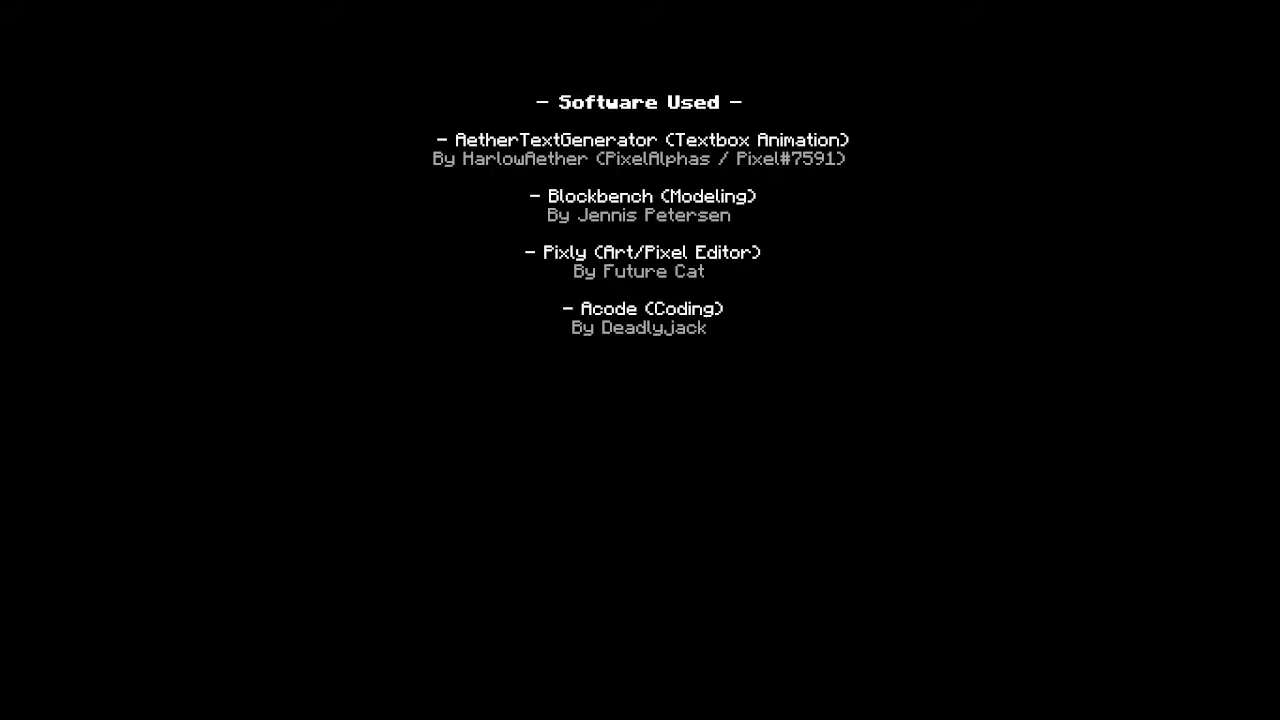 - Software Used -
- AetherTextGenerator (Textbox Animation)
By HarlowAether (PixelAlphas / Pixel#7591)
- Blockbench (Modeling)
By Jennis Petersen
- Pixly (Art/Pixel Editor)
By Future Cat
- Acode (Coding)
By Deadlyjack